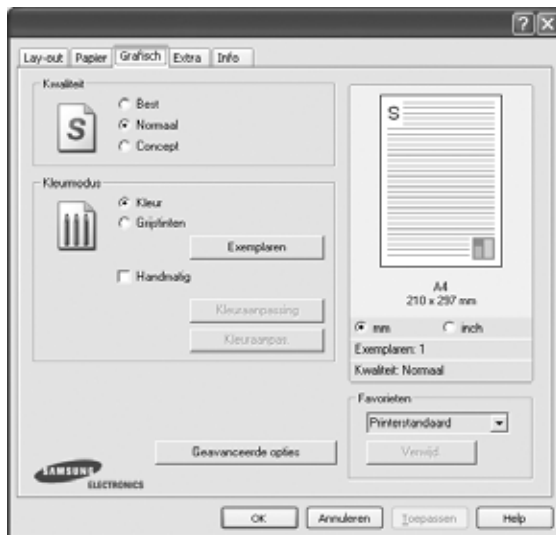 Lay-out Papier Grafisch Extra Info
Kwaliteit
S
Best
Normaal
Concept
Kleurmodus
Kleur
Grijstinten
Exemplaren
Handmatig
Kleuraanpassing
Kleuraanpas.
Geavanceerde opties
SAMSUNG
ELECTRONICS
S
A4
210 x 297 mm
mm inch
Exemplaren: 1
Kwaliteit: Normaal
Favorieten
Printerstandaard
Verwijd.
OK Annuleren Toepassen Help